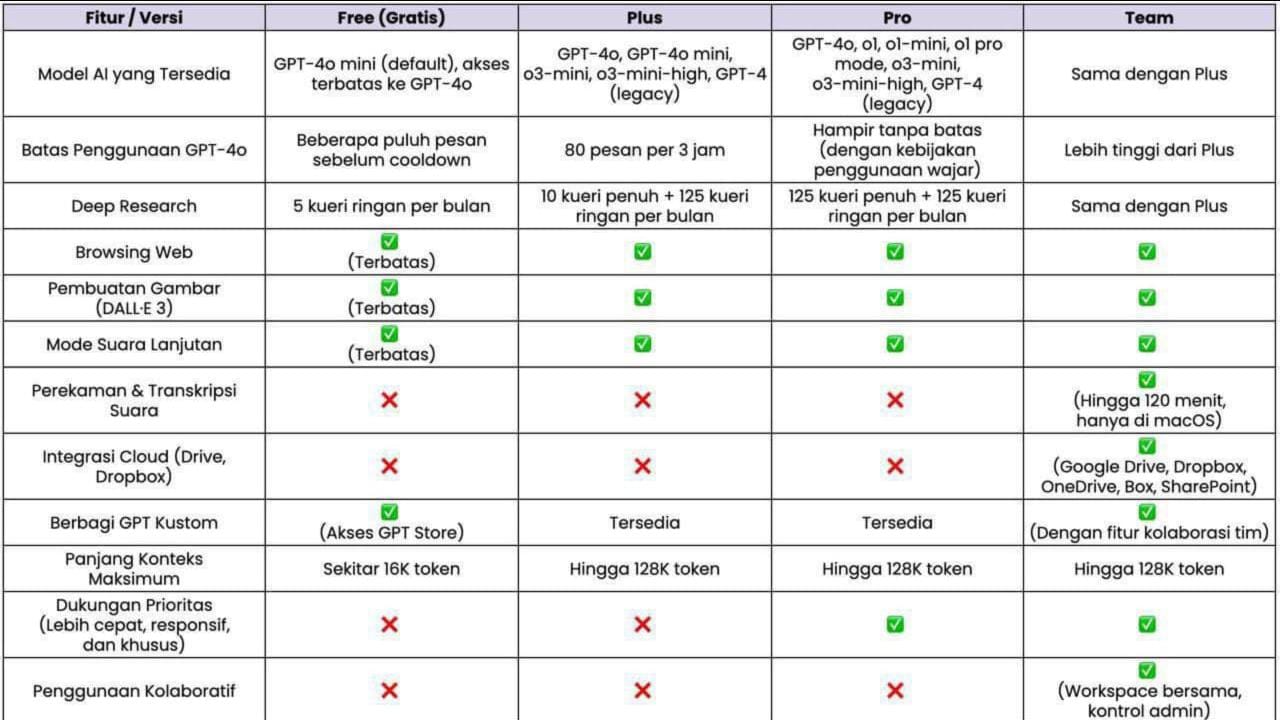 Fitur / Versi
Free (Gratis)
Plus
Pro
Team
Model AI yang Tersedia
GPT-4o mini (default), akses
terbatas ke GPT-4o
GPT-4o, GPT-4o mini,
o3-mini, o3-mini-high, GPT-4
(legacy)
GPT-4o, o1, o1-mini, o1 pro
mode, o3-mini,
o3-mini-high, GPT-4
(legacy)
Sama dengan Plus
Batas Penggunaan GPT-4o
Beberapa puluh pesan
sebelum cooldown
80 pesan per 3 jam
Hampir tanpa batas
(dengan kebijakan
penggunaan wajar)
Lebih tinggi dari Plus
Deep Research
5 kueri ringan per bulan
10 kueri penuh + 125 kueri
ringan per bulan
125 kueri penuh + 125 kueri
ringan per bulan
Sama dengan Plus
Browsing Web
✅
(Terbatas)
✅
✅
✅
Pembuatan Gambar
(DALL·E 3)
✅
(Terbatas)
✅
✅
✅
Mode Suara Lanjutan
✅
(Terbatas)
✅
✅
✅
Perekaman & Transkripsi
Suara
❌
❌
❌
✅
(Hingga 120 menit,
hanya di macOS)
Integrasi Cloud (Drive,
Dropbox)
❌
❌
❌
✅
(Google Drive, Dropbox,
OneDrive, Box, SharePoint)
Berbagi GPT Kustom
✅
(Akses GPT Store)
Tersedia
Tersedia
✅
(Dengan fitur kolaborasi tim)
Panjang Konteks
Maksimum
Sekitar 16K token
Hingga 128K token
Hingga 128K token
Hingga 128K token
Dukungan Prioritas
(Lebih cepat, responsif,
dan khusus)
❌
❌
✅
✅
Penggunaan Kolaboratif
❌
❌
❌
✅
(Workspace bersama,
kontrol admin)